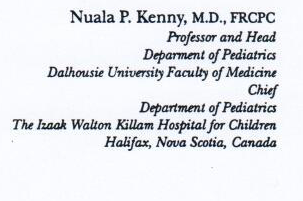 Nuala P. Kenny, M.D., FRCPC
Professor and Head
Deparment of Pediatrics
Dalhousie University Faculty of Medicine
Chief
Department of Pediatrics
The Izaak Walton Killam Hospital for Children
Halifax, Nova Scotia, Canada